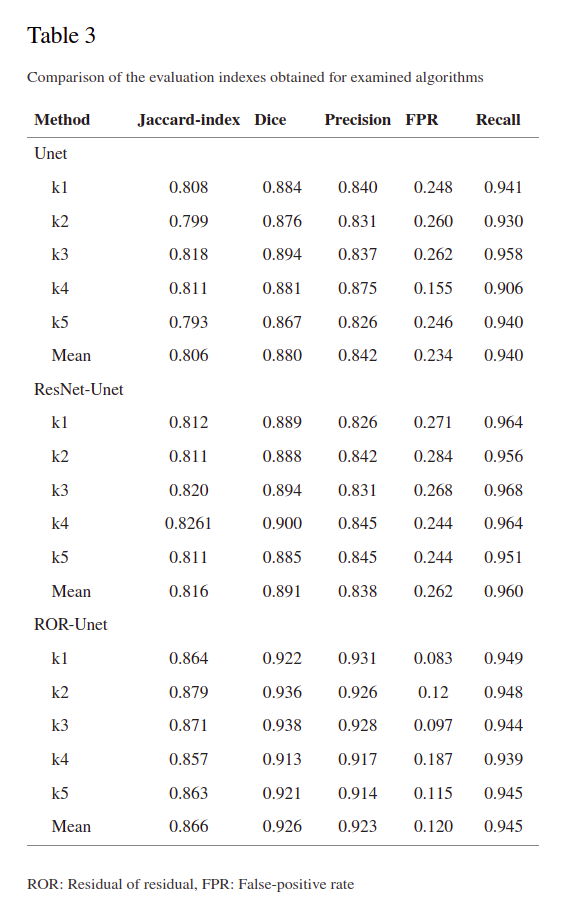 Table 3
Comparison of the evaluation indexes obtained for examined algorithms
Method Jaccard-index Dice Precision FPR Recall
Unet
k1 0.808 0.884 0.840 0.248 0.941
k2 0.799 0.876 0.831 0.260 0.930
k3 0.818 0.894 0.837 0.262 0.958
k4 0.811 0.881 0.875 0.155 0.906
k5 0.793 0.867 0.826 0.246 0.940
Mean 0.806 0.880 0.842 0.234 0.940
ResNet-Unet
k1 0.812 0.889 0.826 0.271 0.964
k2 0.811 0.888 0.842 0.284 0.956
k3 0.820 0.894 0.831 0.268 0.968
k4 0.8261 0.900 0.845 0.244 0.964
k5 0.811 0.885 0.845 0.244 0.951
Mean 0.816 0.891 0.838 0.262 0.960
ROR-Unet
k1 0.864 0.922 0.931 0.083 0.949
k2 0.879 0.936 0.926 0.12 0.948
k3 0.871 0.938 0.928 0.097 0.944
k4 0.857 0.913 0.917 0.187 0.939
k5 0.863 0.921 0.914 0.115 0.945
Mean 0.866 0.926 0.923 0.120 0.945
ROR: Residual of residual, FPR: False-positive rate